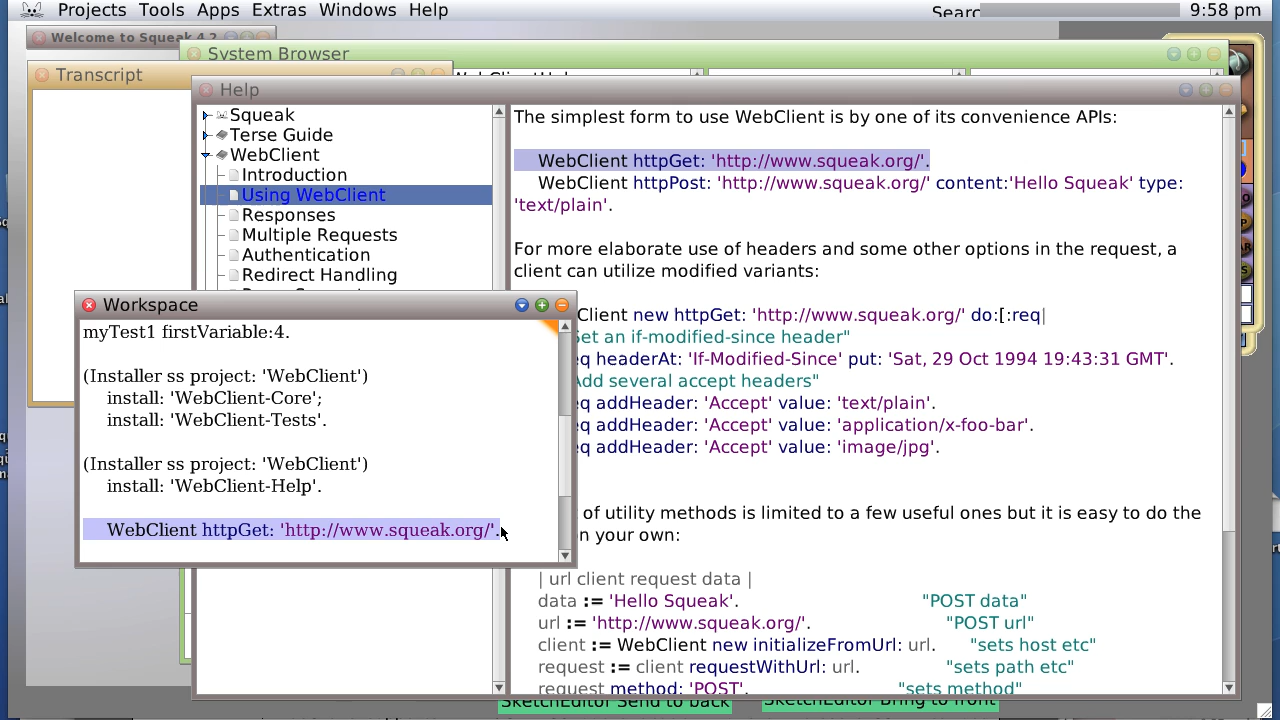 Projects Tools Apps Extras Windows Help
Searc
9:58 pm
Welcome to Squeak 4.2
System Browser
Transcript
Help
Squeak
Terse Guide
WebClient
Introduction
Using WebClient
Responses
Multiple Requests
Authentication
Redirect Handling
The simplest form to use WebClient is by one of its convenience APIs:
WebClient httpGet: 'http://www.squeak.org/'.
WebClient httpPost: 'http://www.squeak.org/' content:'Hello Squeak' type:
'text/plain'.
For more elaborate use of headers and some other options in the request, a
client can utilize modified variants:
Client new httpGet: 'http://www.squeak.org/' do:[:req|
Set an if-modified-since header"
eq headerAt: 'If-Modified-Since' put: 'Sat, 29 Oct 1994 19:43:31 GMT'.
Add several accept headers"
eq addHeader: 'Accept' value: 'text/plain'.
eq addHeader: 'Accept' value: 'application/x-foo-bar'.
eq addHeader: 'Accept' value: 'image/jpg'.
of utility methods is limited to a few useful ones but it is easy to do the
n your own:
| url client request data |
data := 'Hello Squeak'. "POST data"
url := 'http://www.squeak.org/'. "POST url"
client := WebClient new initializeFromUrl: url. "sets host etc"
request := client requestWithUrl: url. "sets path etc"
request method: 'POST'. "sets method"
Workspace
myTest1 firstVariable:4.
(Installer ss project: 'WebClient')
install: 'WebClient-Core';
install: 'WebClient-Tests'.
(Installer ss project: 'WebClient')
install: 'WebClient-Help'.
WebClient httpGet: 'http://www.squeak.org/'.
SketchEditor Send to back
SketchEditor Bring to front